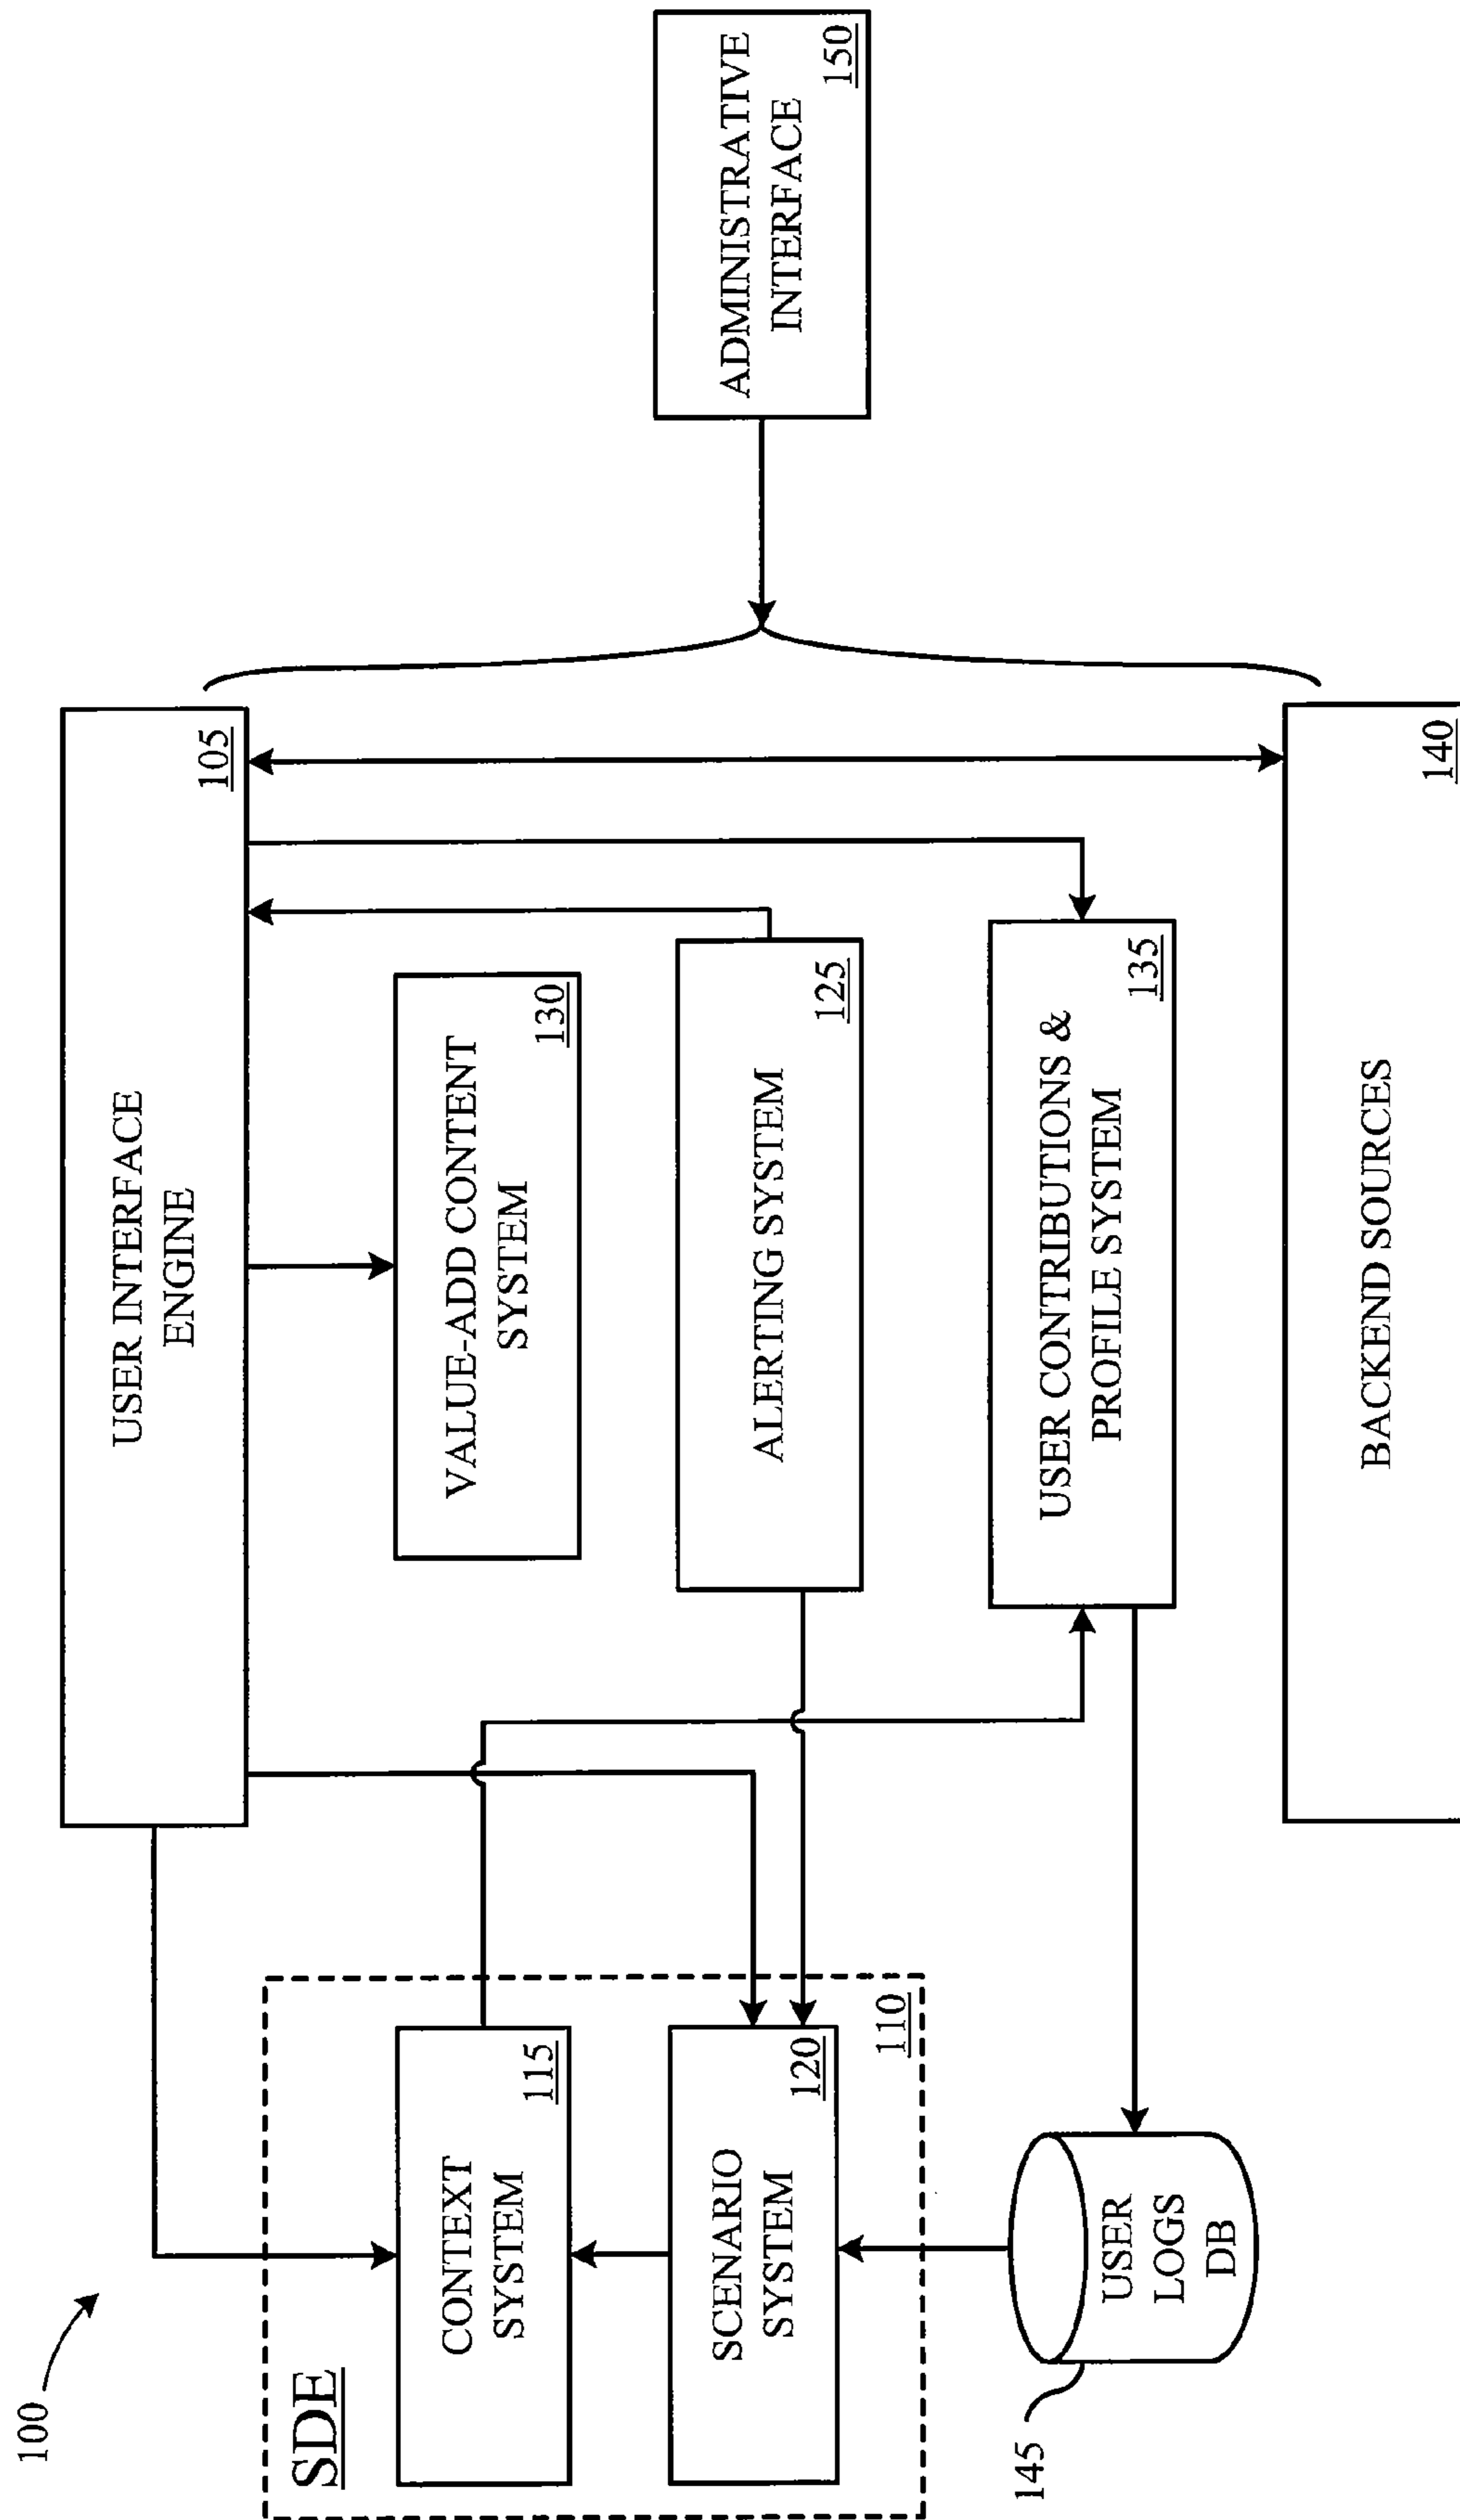 100
USER INTERFACE
ENGINE
105
SDE
CONTEXT
SYSTEM
115
VALUE-ADD CONTENT
SYSTEM
130
SCENARIO
SYSTEM
120
110
ALERTING SYSTEM
125
ADMINISTRATIVE
INTERFACE
150
145
USER
LOGS
DB
USER CONTRIBUTIONS &
PROFILE SYSTEM
135
BACKEND SOURCES
140